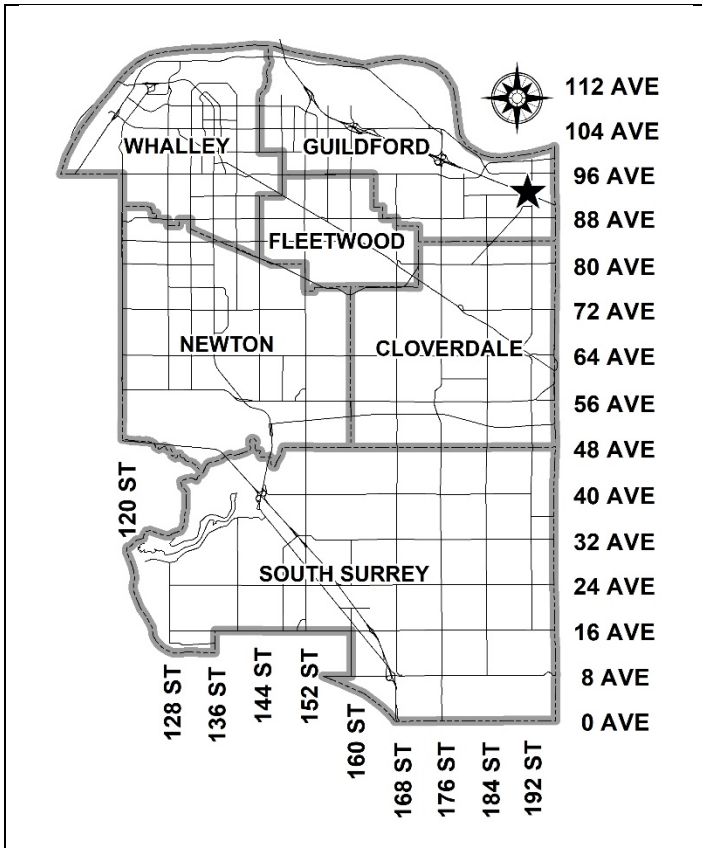 112 AVE
104 AVE
WHALLEY
GUILDFORD
96 AVE
88 AVE
FLEETWOOD
80 AVE
72 AVE
NEWTON
CLOVERDALE
64 AVE
56 AVE
48 AVE
120 ST
40 AVE
32 AVE
SOUTH SURREY
24 AVE
16 AVE
8 AVE
0 AVE
128 ST
136 ST
144 ST
152 ST
160 ST
168 ST
176 ST
184 ST
192 ST